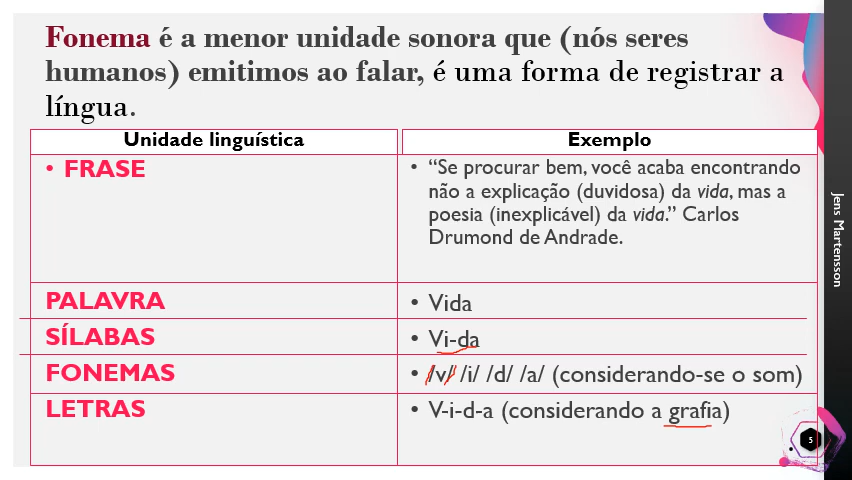 Fonema é a menor unidade sonora que (nós seres
humanos) emitimos ao falar, é uma forma de registrar a
língua.
Unidade linguística
Exemplo
• FRASE
• “Se procurar bem, você acaba encontrando
não a explicação (duvidosa) da vida, mas a
poesia (inexplicável) da vida.” Carlos
Drumond de Andrade.
PALAVRA
• Vida
SÍLABAS
• Vi-da
FONEMAS
• /v/ /i/ /d/ /a/ (considerando-se o som)
LETRAS
• V-i-d-a (considerando a grafia)
Jens Martensson
5